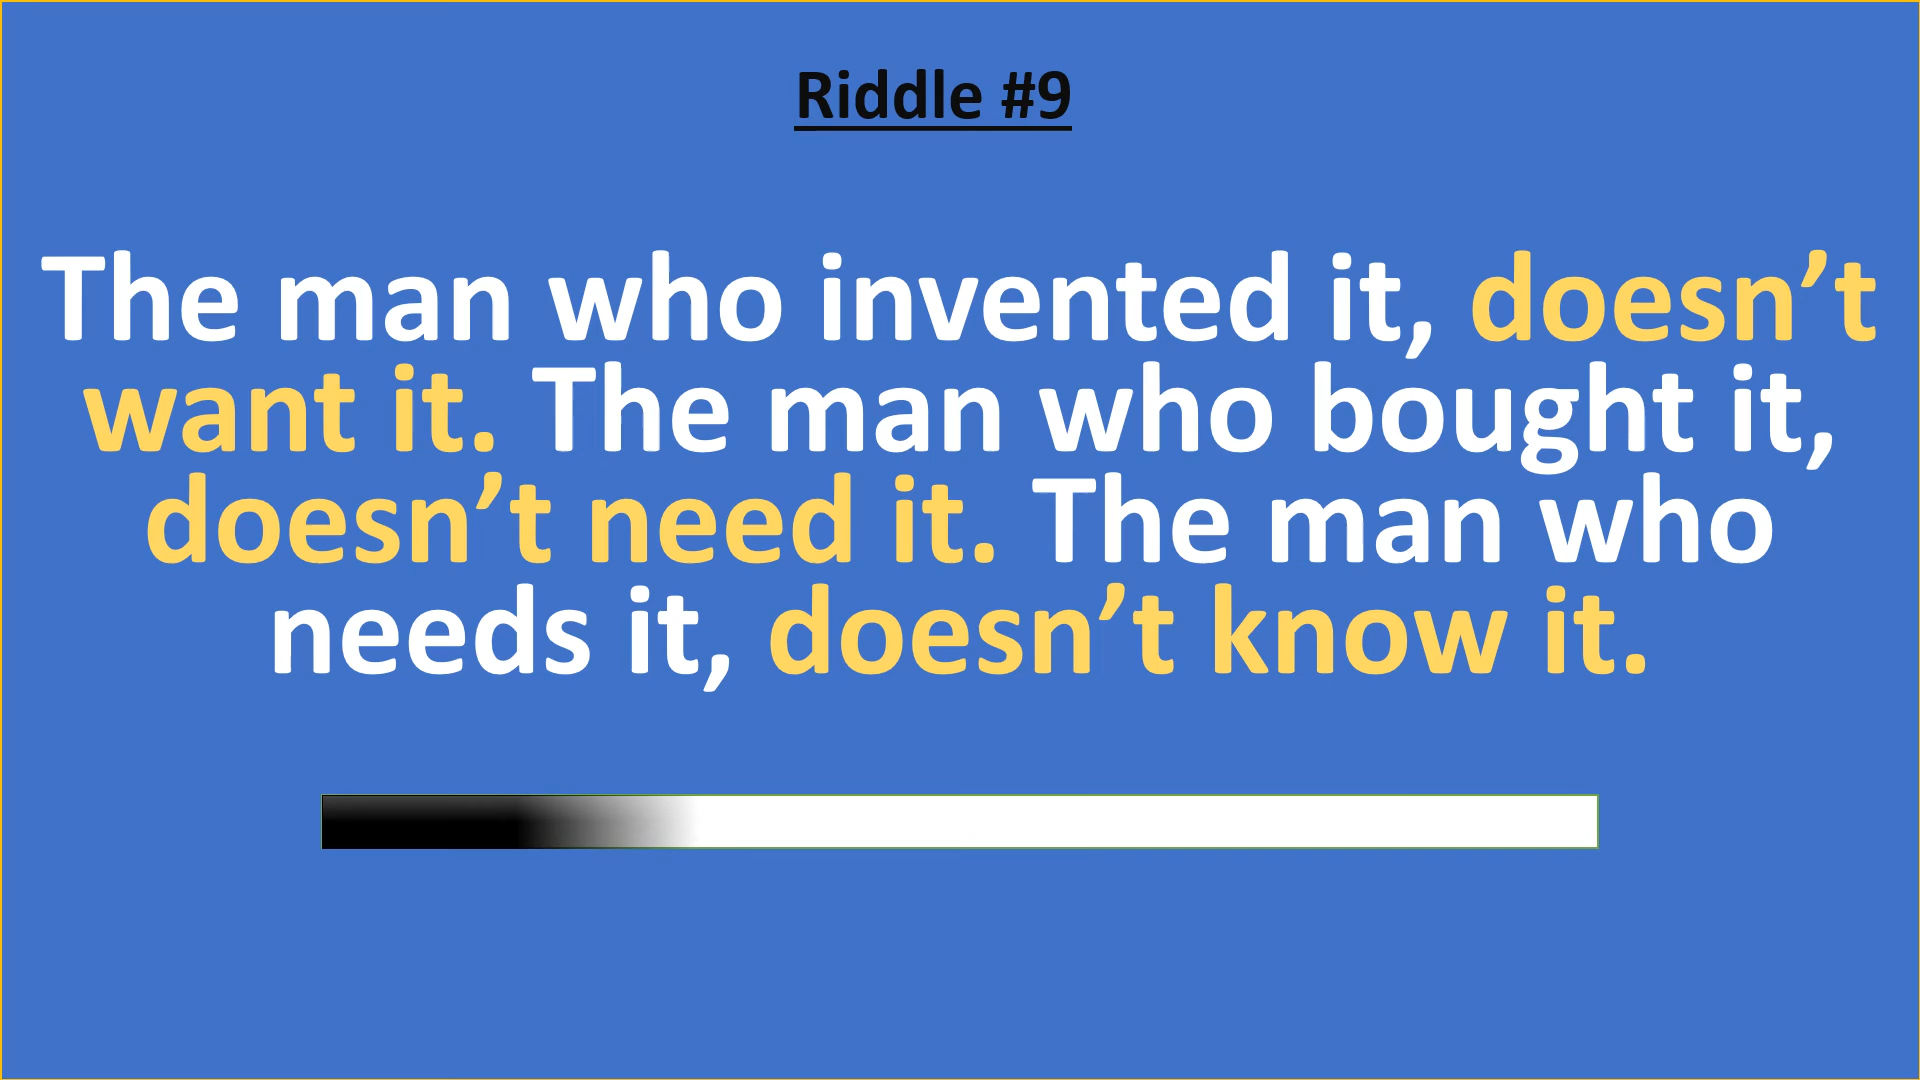 Riddle #9
The man who invented it, doesn’t
want it. The man who bought it,
doesn’t need it. The man who
needs it, doesn’t know it.